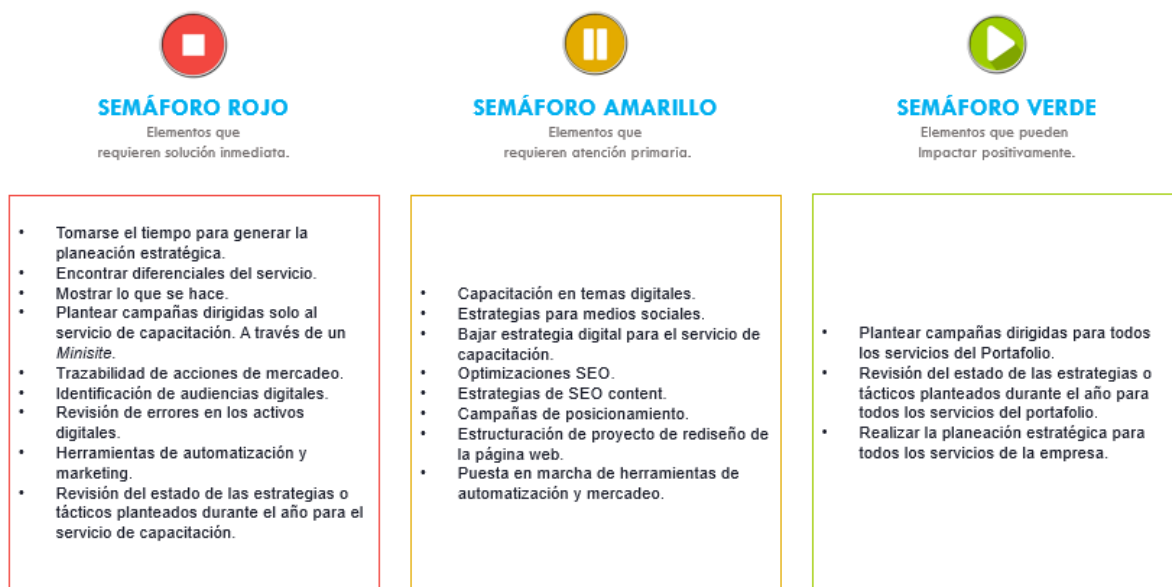 SEMÁFORO ROJO
Elementos que
requieren solución inmediata.
• Tomarse el tiempo para generar la
planeación estratégica.
• Encontrar diferenciales del servicio.
• Mostrar lo que se hace.
• Plantear campañas dirigidas solo al
servicio de capacitación. A través de un
Minisite.
• Trazabilidad de acciones de mercadeo.
• Identificación de audiencias digitales.
• Revisión de errores en los activos
digitales.
• Herramientas de automatización y
marketing.
• Revisión del estado de las estrategias o
tácticos planteados durante el año para el
servicio de capacitación.
SEMÁFORO AMARILLO
Elementos que
requieren atención primaria.
• Capacitación en temas digitales.
• Estrategias para medios sociales.
• Bajar estrategia digital para el servicio de
capacitación.
• Optimizaciones SEO.
• Estrategias de SEO content.
• Campañas de posicionamiento.
• Estructuración de proyecto de rediseño de
la página web.
• Puesta en marcha de herramientas de
automatización y mercadeo.
SEMÁFORO VERDE
Elementos que pueden
Impactar positivamente.
• Plantear campañas dirigidas para todos
los servicios del Portafolio.
• Revisión del estado de las estrategias o
tácticos planteados durante el año para
todos los servicios del portafolio.
• Realizar la planeación estratégica para
todos los servicios de la empresa.